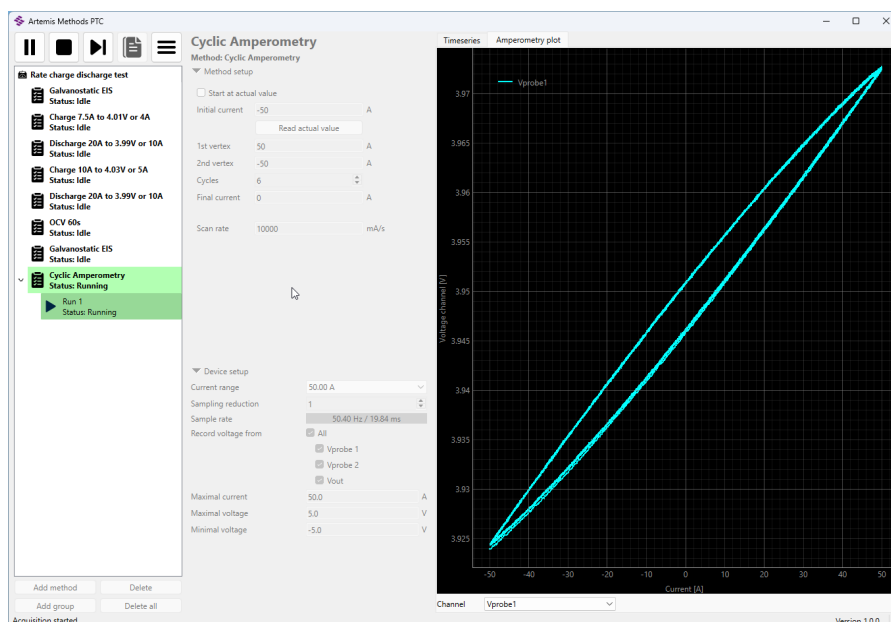 Artemis Methods PTC
Rate charge discharge test
Galvanostatic EIS
Status: Idle
Charge 7.5A to 4.01V or 4A
Status: Idle
Discharge 20A to 3.99V or 10A
Status: Idle
Charge 10A to 4.03V or 5A
Status: Idle
Discharge 20A to 3.99V or 10A
Status: Idle
OCV 60s
Status: Idle
Galvanostatic EIS
Status: Idle
Cyclic Amperometry
Status: Running
Run 1
Status: Running
Add method Delete
Add group Delete all
Acquisition started
Cyclic Amperometry
Method: Cyclic Amperometry
Method setup
Start at actual value
Initial current -50 A
Read actual value
1st vertex 50 A
2nd vertex -50 A
Cycles 6
Final current 0 A
Scan rate 10000 mA/s
Device setup
Current range 50.00 A
Sampling reduction 1
Sample rate 50.40 Hz / 19.84 ms
Record voltage from All
Vprobe 1
Vprobe 2
Vout
Maximal current 50.0 A
Maximal voltage 5.0 V
Minimal voltage -5.0 V
Timeseries Amperometry plot
Vprobe1
3.97
3.965
3.96
3.955
3.95
3.945
3.94
3.935
3.93
3.925
Voltage channel [V]
-50 -40 -30 -20 -10 0 10 20 30 40 50
Current [A]
Channel Vprobe1
Version 1.0.0